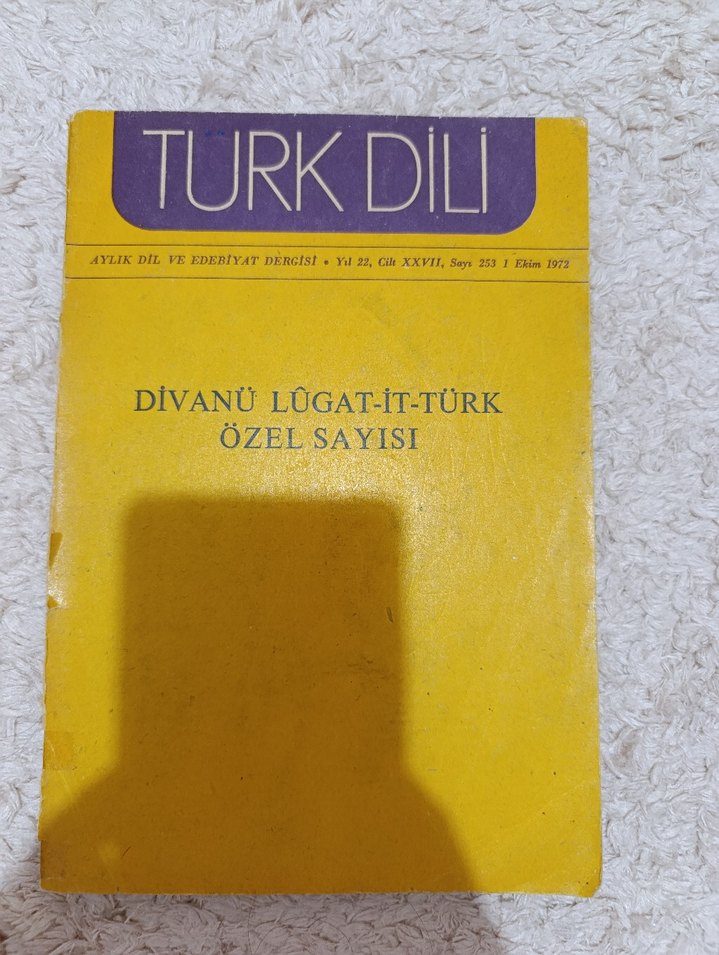 TÜRK DİLİ
AYLIK DİL VE EDEBİYAT DERGİSİ • Yıl 22, Cilt XXVII, Sayı 253 1 Ekim 1972
DİVANÜ LÛGAT-İT-TÜRK
ÖZEL SAYISI